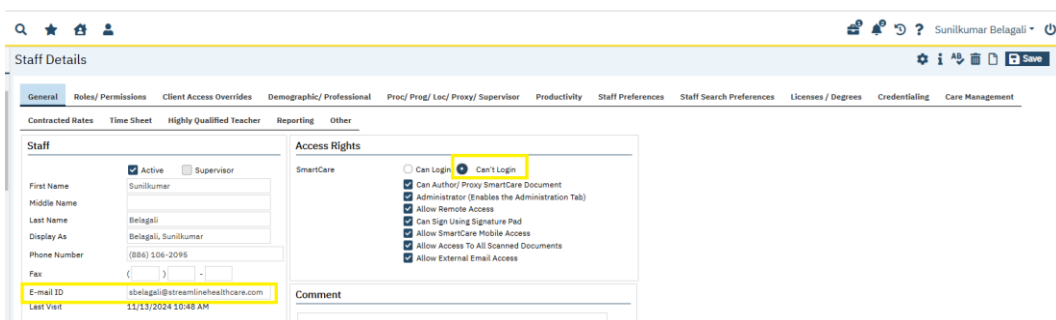 Sunilkumar Belagali
Staff Details
Save
General Roles/ Permissions Client Access Overrides Demographic/ Professional Proc/ Prog/ Loc/ Proxy/ Supervisor Productivity Staff Preferences Staff Search Preferences Licenses / Degrees Credentialing Care Management
Contracted Rates Time Sheet Highly Qualified Teacher Reporting Other
Staff
Active Supervisor
First Name Sunilkumar
Middle Name
Last Name Belagali
Display As Belagali, Sunilkumar
Phone Number (886) 106-2095
Fax ( ) -
E-mail ID sbelagali@streamlinehealthcare.com
Last Visit 11/13/2024 10:48 AM
Access Rights
SmartCare Can Login Can't Login
Can Author/ Proxy SmartCare Document
Administrator (Enables the Administration Tab)
Allow Remote Access
Can Sign Using Signature Pad
Allow SmartCare Mobile Access
Allow Access To All Scanned Documents
Allow External Email Access
Comment